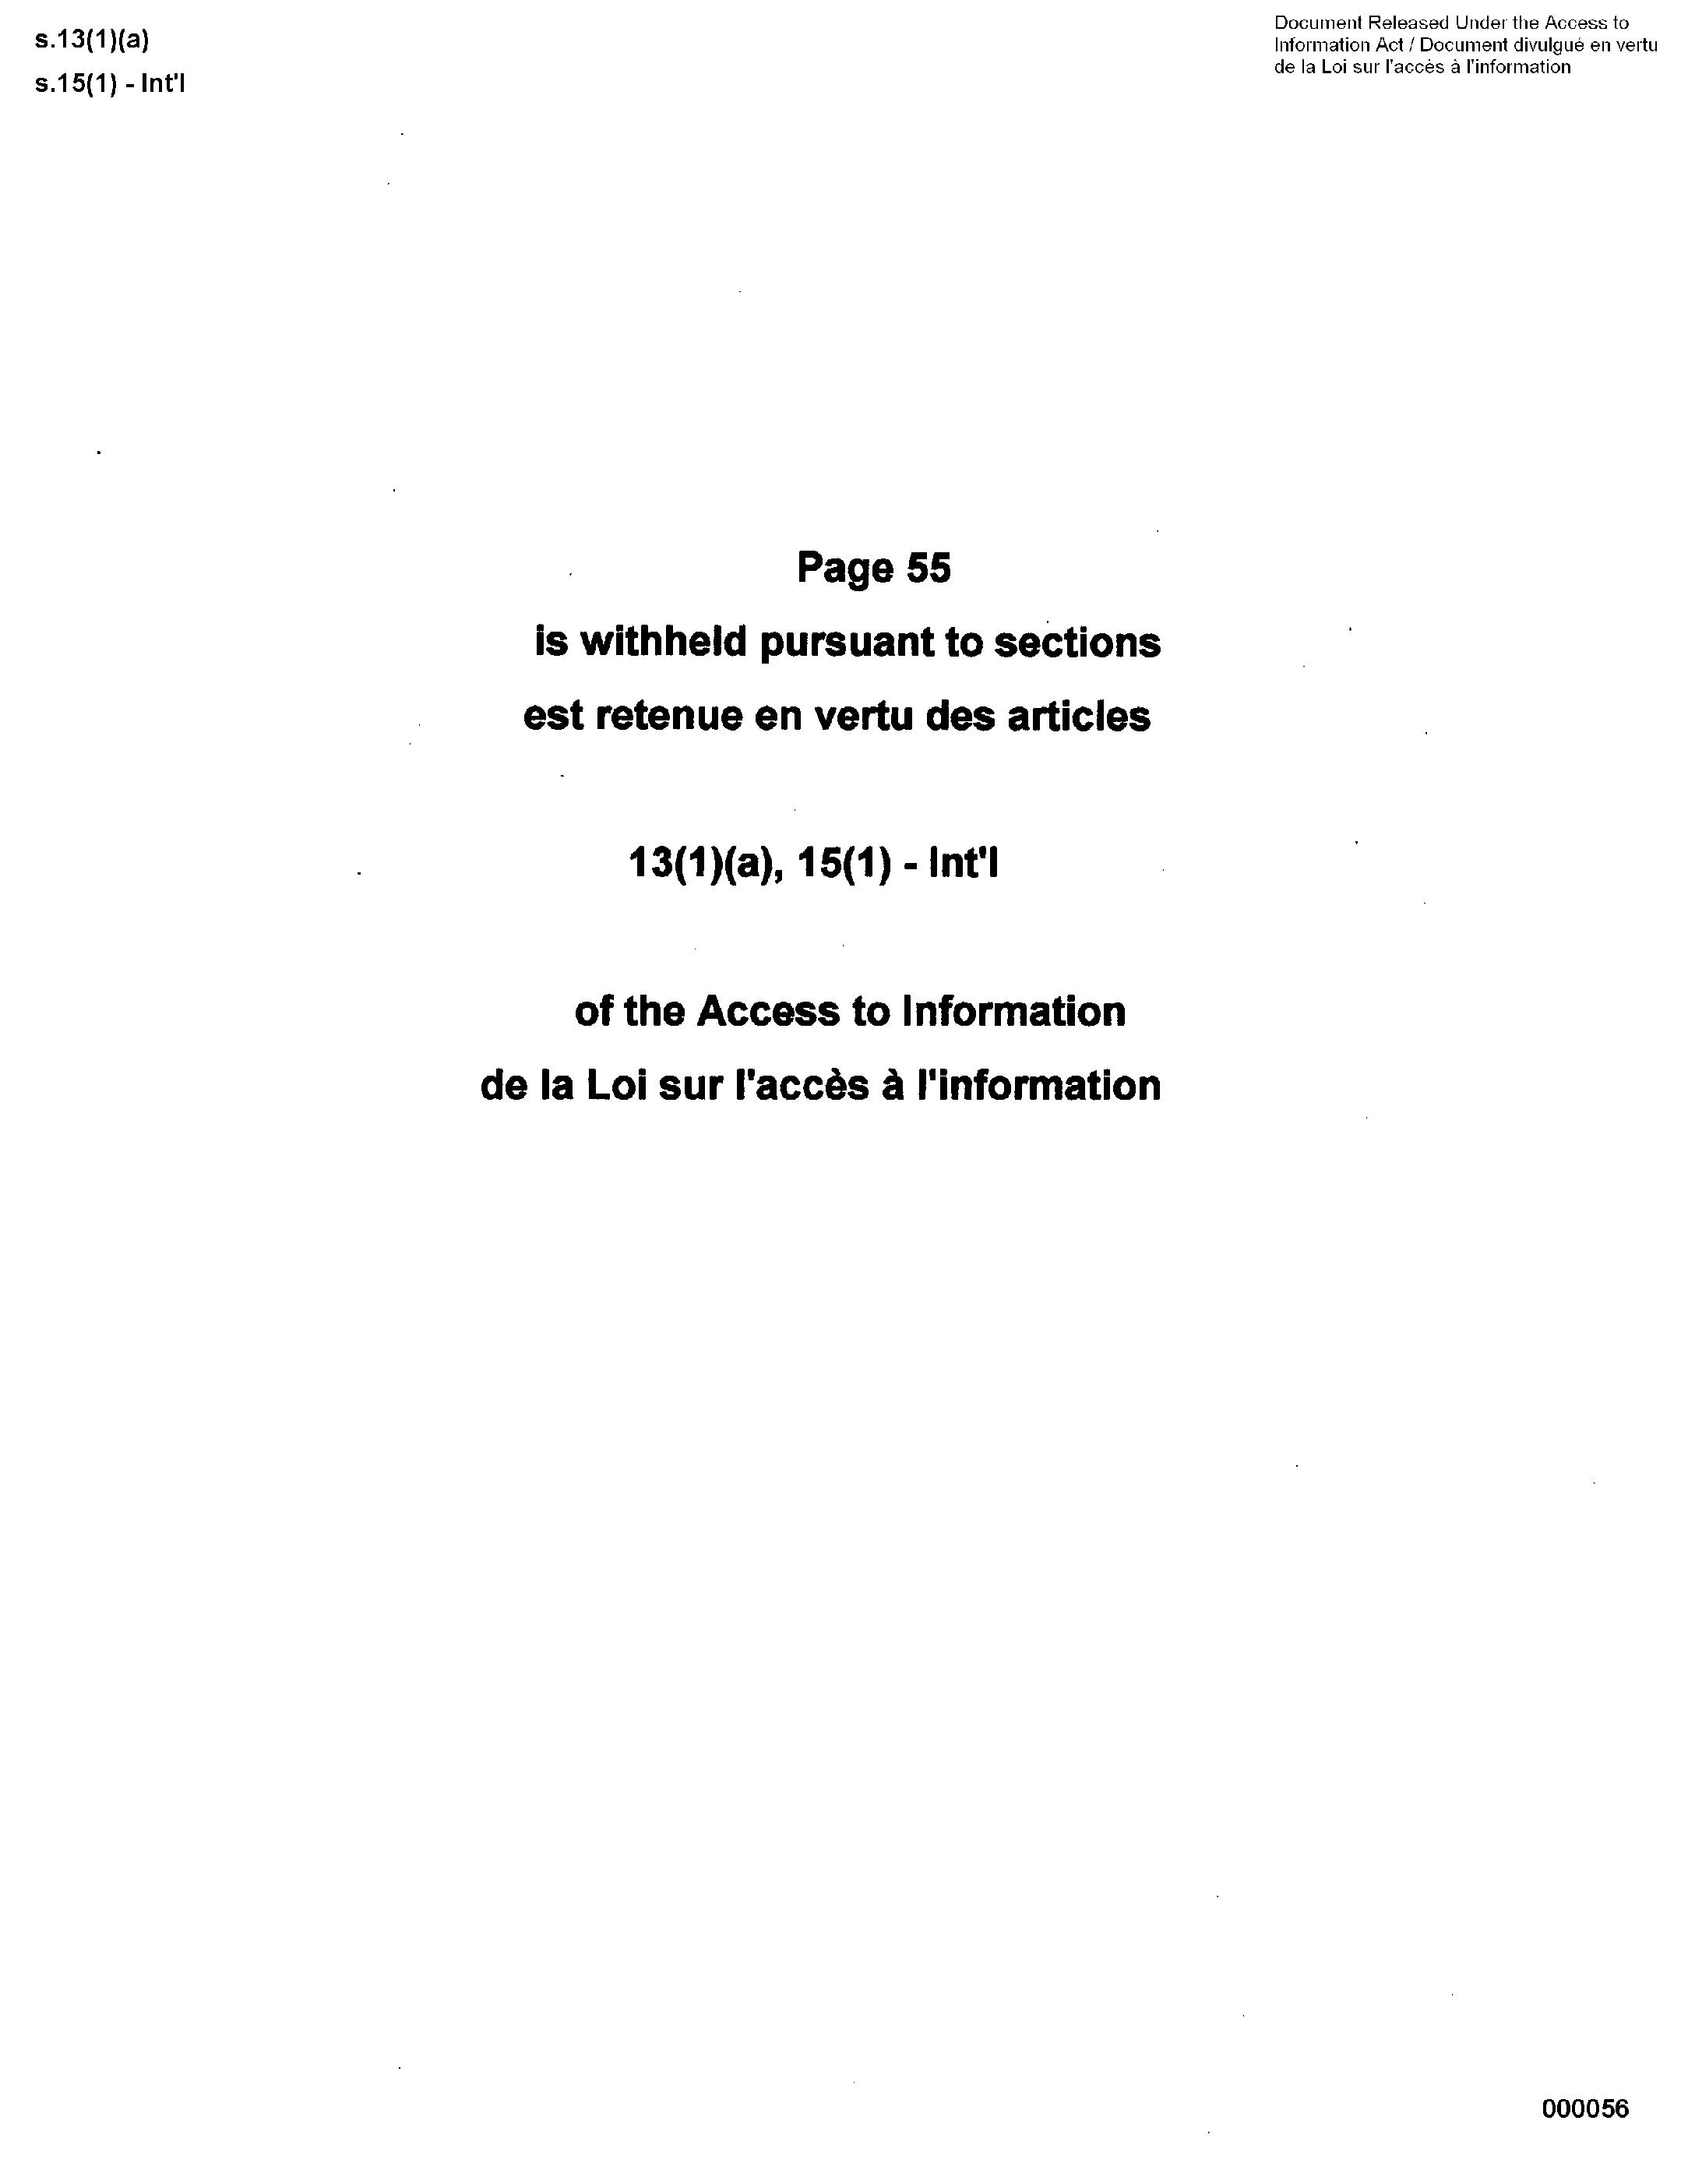 s.13(1)(a)
s.15(1) - Int'l
Document Released Under the Access to
Information Act / Document divulgué en vertu
de la Loi sur l'accès à l'information
Page 55
is withheld pursuant to sections
est retenue en vertu des articles
13(1)(a), 15(1) - Int'l
of the Access to Information
de la Loi sur l'accès à l'information
000056